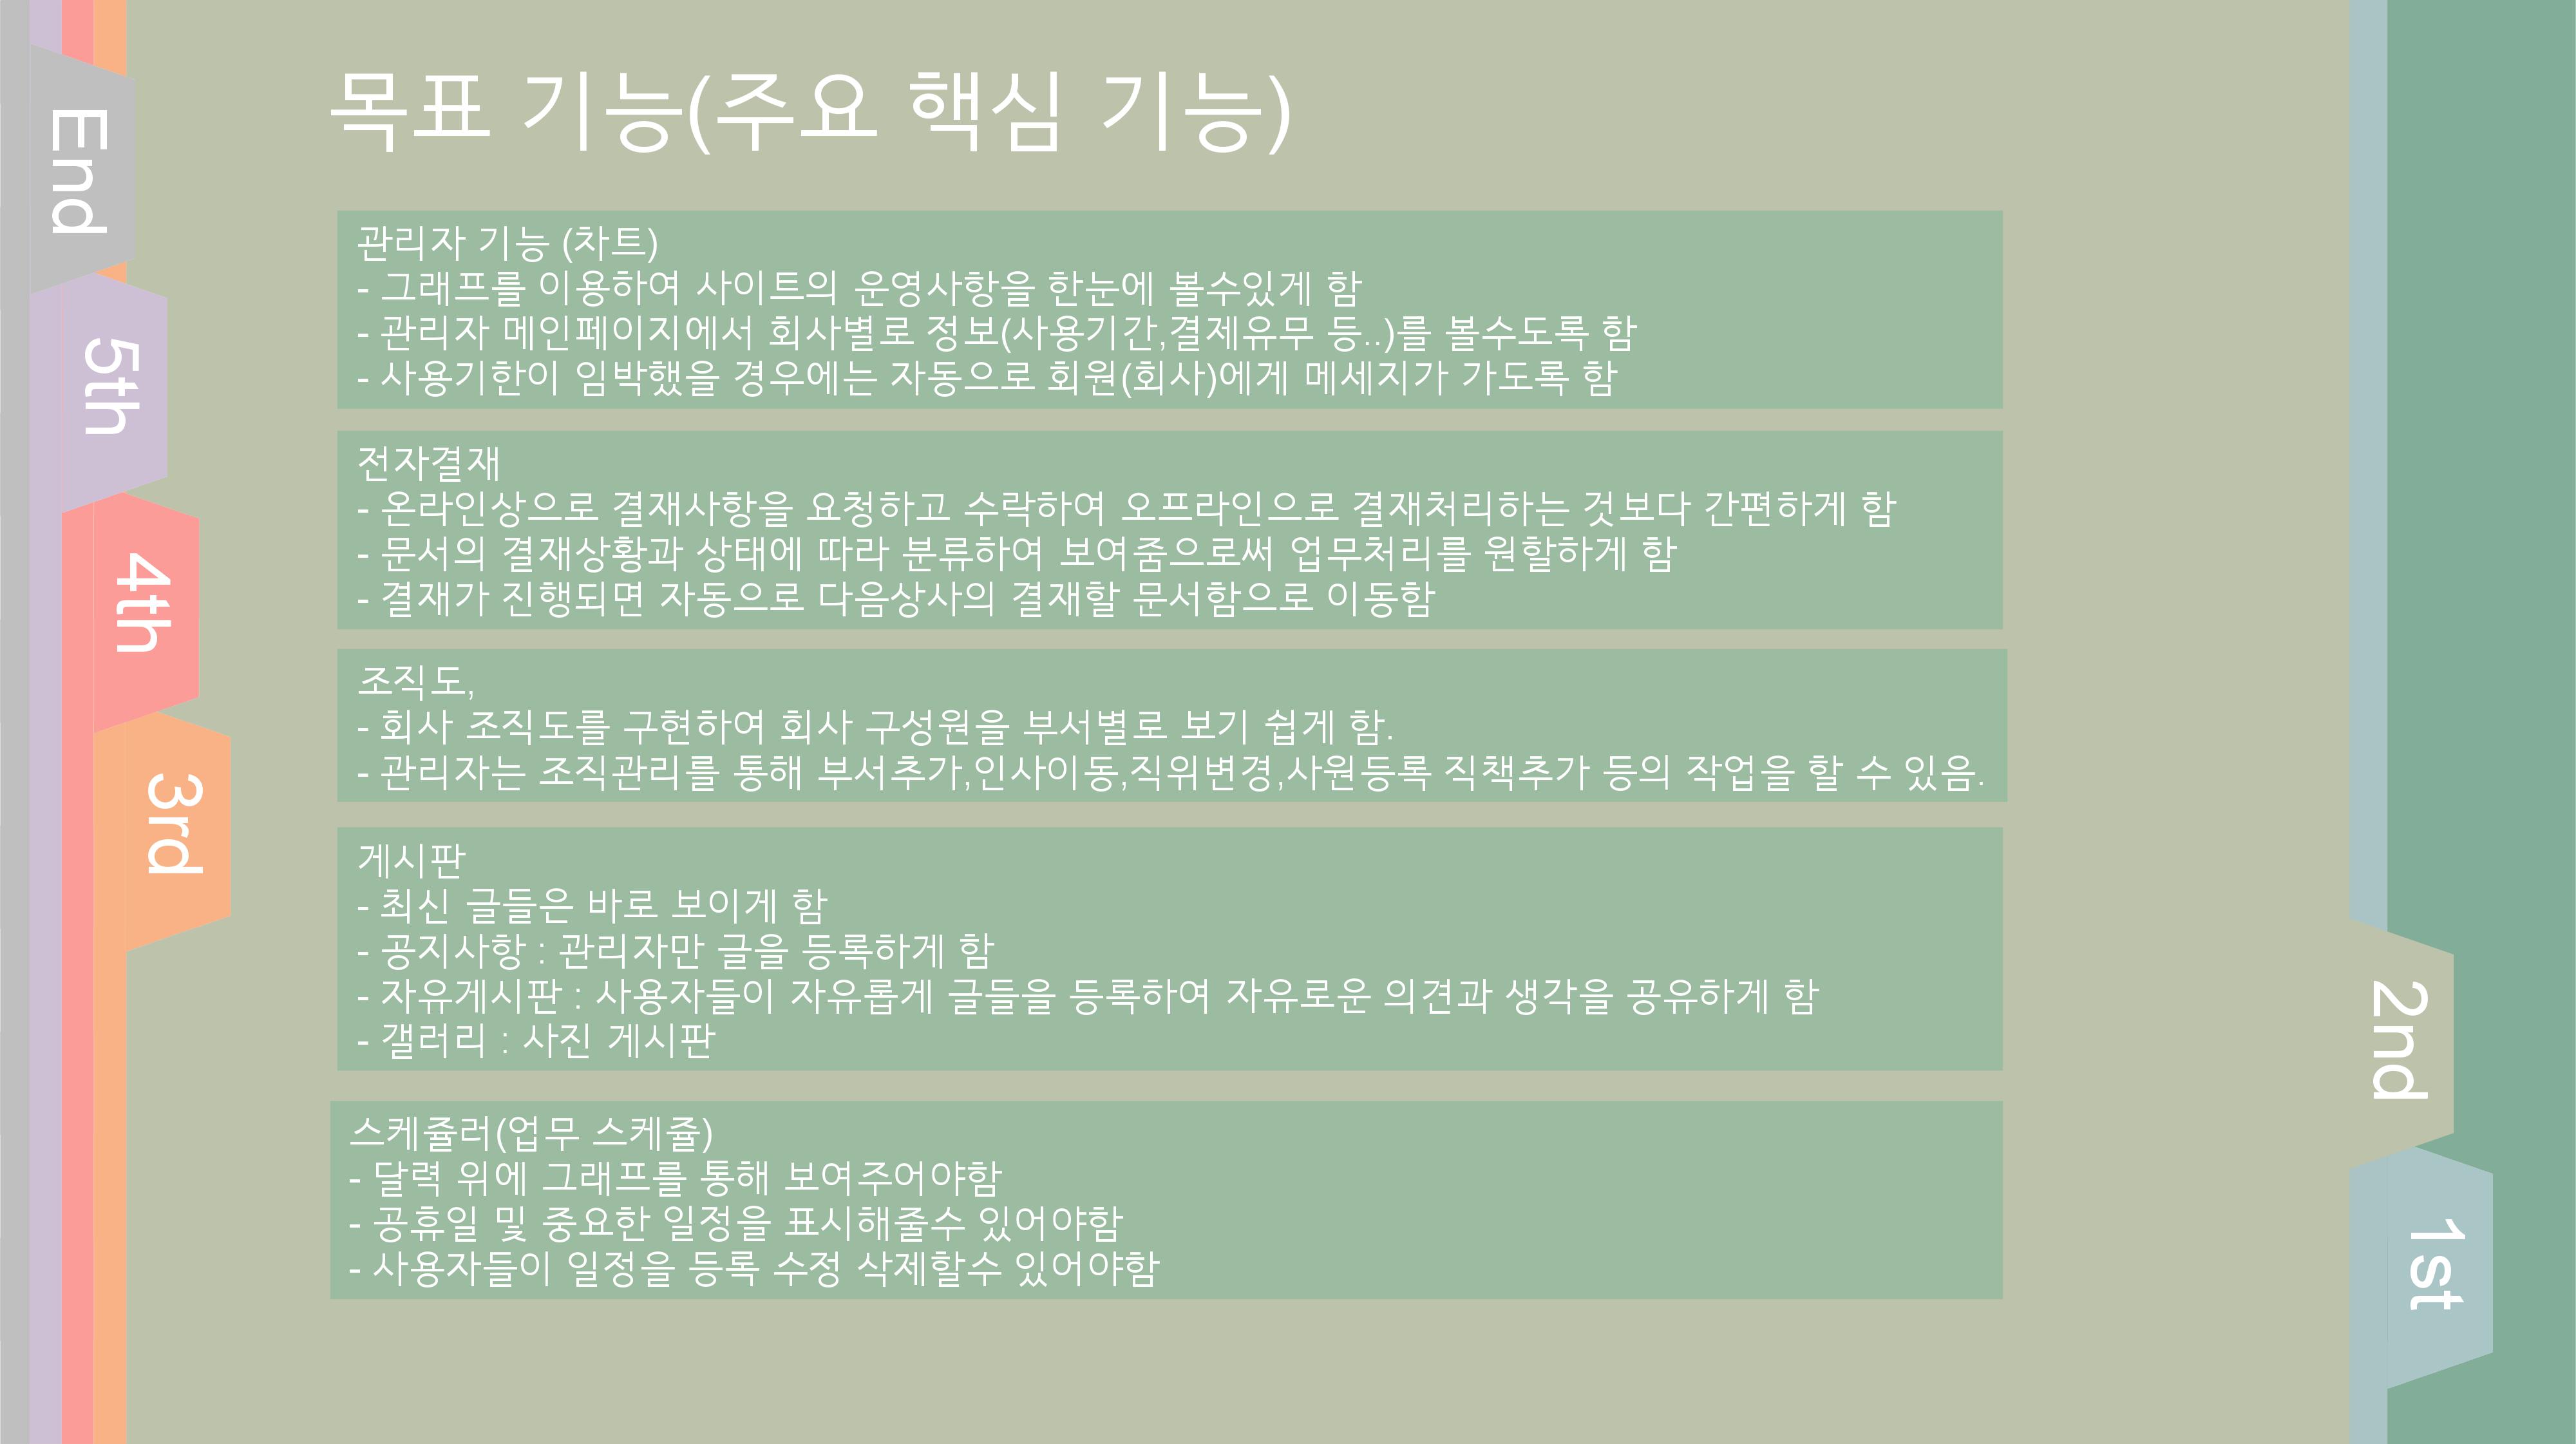 목표 기능(주요 핵심 기능)
관리자 기능 (차트)
- 그래프를 이용하여 사이트의 운영사항을 한눈에 볼수있게 함
- 관리자 메인페이지에서 회사별로 정보(사용기간,결제유무 등..)를 볼수도록 함
- 사용기한이 임박했을 경우에는 자동으로 회원(회사)에게 메세지가 가도록 함
전자결재
- 온라인상으로 결재사항을 요청하고 수락하여 오프라인으로 결재처리하는 것보다 간편하게 함
- 문서의 결재상황과 상태에 따라 분류하여 보여줌으로써 업무처리를 원할하게 함
- 결재가 진행되면 자동으로 다음상사의 결재할 문서함으로 이동함
조직도,
- 회사 조직도를 구현하여 회사 구성원을 부서별로 보기 쉽게 함.
- 관리자는 조직관리를 통해 부서추가,인사이동,직위변경,사원등록 직책추가 등의 작업을 할 수 있음.
게시판
- 최신 글들은 바로 보이게 함
- 공지사항 : 관리자만 글을 등록하게 함
- 자유게시판 : 사용자들이 자유롭게 글들을 등록하여 자유로운 의견과 생각을 공유하게 함
- 갤러리 : 사진 게시판
스케쥴러(업무 스케쥴)
- 달력 위에 그래프를 통해 보여주어야함
- 공휴일 및 중요한 일정을 표시해줄수 있어야함
- 사용자들이 일정을 등록 수정 삭제할수 있어야함
End
5th
4th
3rd
2nd
1st